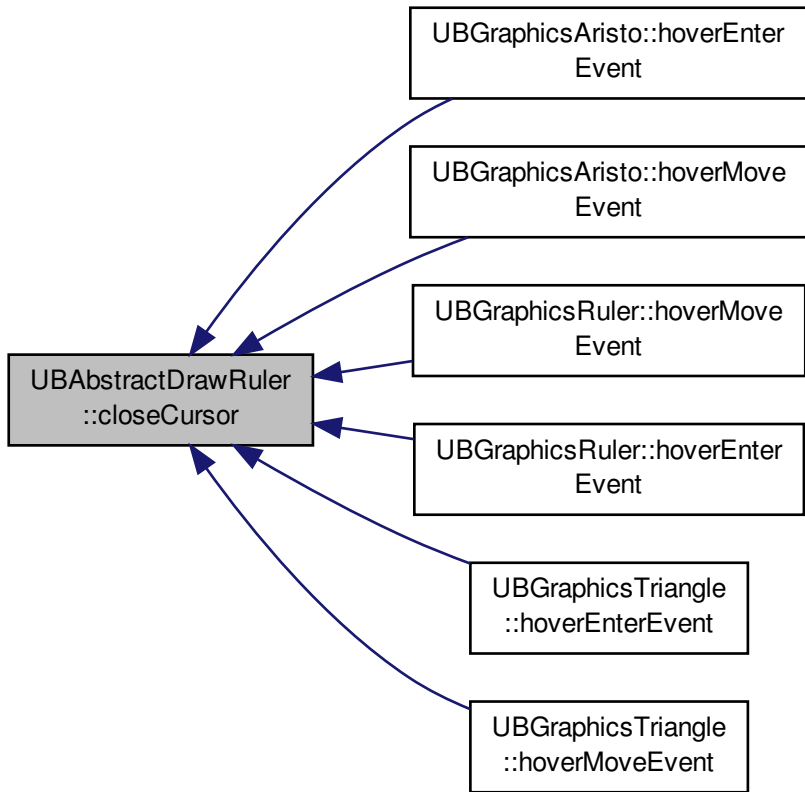 UBGraphicsAristo::hoverEnter
Event
UBGraphicsAristo::hoverMove
Event
UBGraphicsRuler::hoverMove
Event
UBAbstractDrawRuler
::closeCursor
UBGraphicsRuler::hoverEnter
Event
UBGraphicsTriangle
::hoverEnterEvent
UBGraphicsTriangle
::hoverMoveEvent